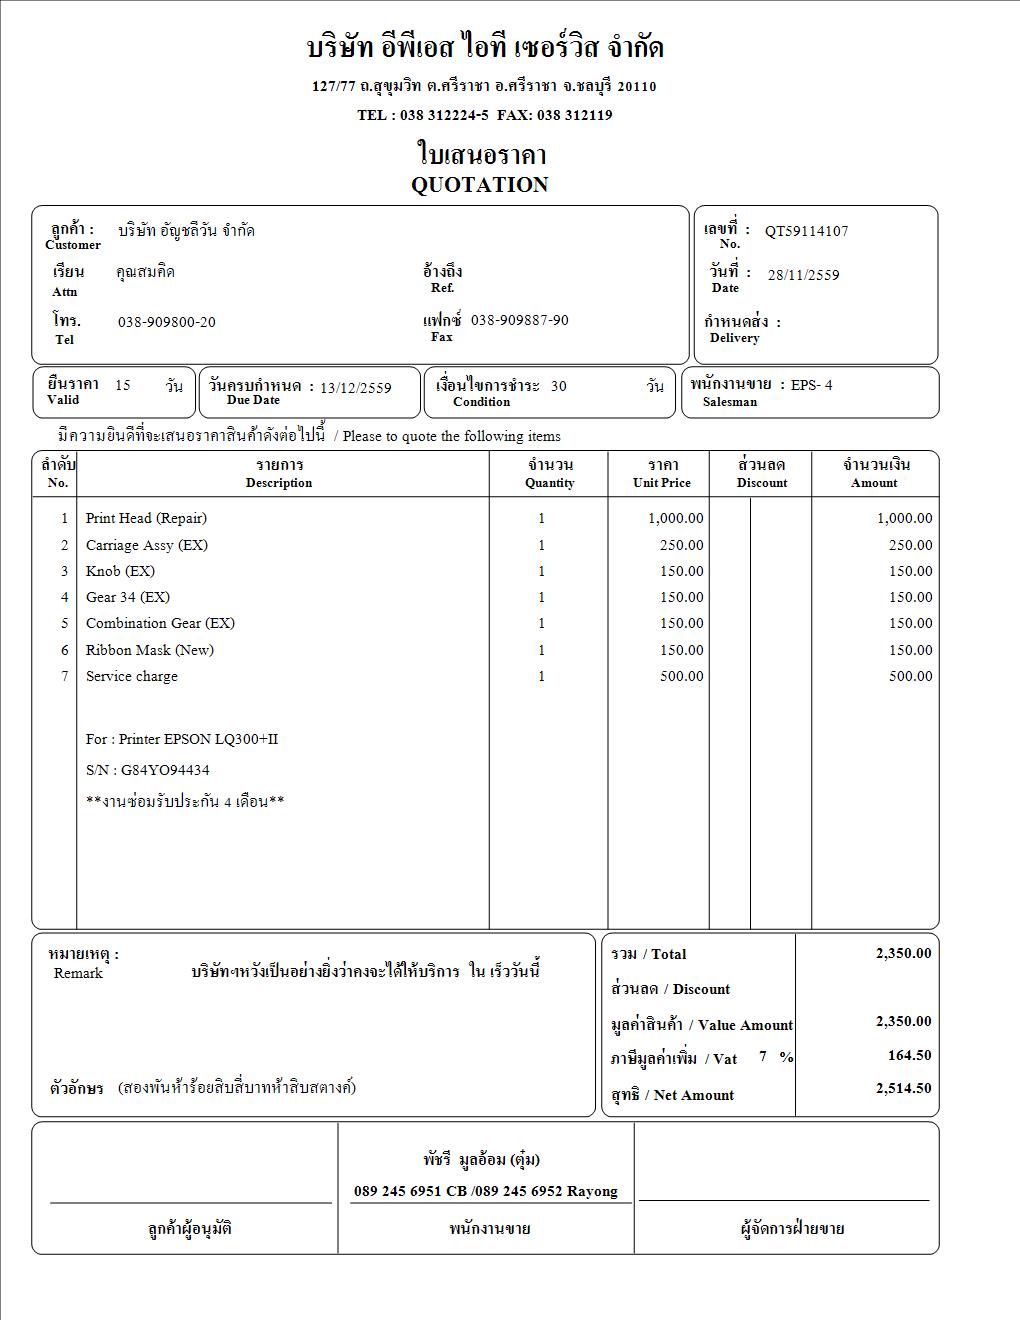 บริษัท อีพีเอส ไอที เซอร์วิส จำกัด
127/77 ถ.สุขุมวิท ต.ศรีราชา อ.ศรีราชา จ.ชลบุรี 20110
TEL : 038 312224-5 FAX: 038 312119
ใบเสนอราคา
QUOTATION
ลูกค้า : บริษัท อัญชลีวัน จำกัด
Customer
เลขที่ : QT59114107
No.
เรียน คุณสมคิด อ้างถึง
Attn Ref.
วันที่ : 28/11/2559
Date
โทร. 038-909800-20 แฟกซ์ 038-909887-90
Tel Fax
กำหนดส่ง :
Delivery
ยืนราคา 15 วัน
Valid
วันครบกำหนด : 13/12/2559
Due Date
เงื่อนไขการชำระ 30 วัน
Condition
พนักงานขาย : EPS- 4
Salesman
มีความยินดีที่จะเสนอราคาสินค้าดังต่อไปนี้ / Please to quote the following items
ลำดับ รายการ จำนวน ราคา ส่วนลด จำนวนเงิน
No. Description Quantity Unit Price Discount Amount
1 Print Head (Repair) 1 1,000.00 1,000.00
2 Carriage Assy (EX) 1 250.00 250.00
3 Knob (EX) 1 150.00 150.00
4 Gear 34 (EX) 1 150.00 150.00
5 Combination Gear (EX) 1 150.00 150.00
6 Ribbon Mask (New) 1 150.00 150.00
7 Service charge 1 500.00 500.00
For : Printer EPSON LQ300+II
S/N : G84YO94434
**งานซ่อมรับประกัน 4 เดือน**
หมายเหตุ :
Remark บริษัทฯหวังเป็นอย่างยิ่งว่าคงจะได้ให้บริการ ใน เร็ววันนี้
ตัวอักษร (สองพันห้าร้อยสิบสี่บาทห้าสิบสตางค์)
รวม / Total 2,350.00
ส่วนลด / Discount
มูลค่าสินค้า / Value Amount 2,350.00
ภาษีมูลค่าเพิ่ม / Vat 7 % 164.50
สุทธิ / Net Amount 2,514.50
พัชรี มูลอ้อม (ตุ๋ม)
089 245 6951 CB /089 245 6952 Rayong
ลูกค้าผู้อนุมัติ พนักงานขาย ผู้จัดการฝ่ายขาย